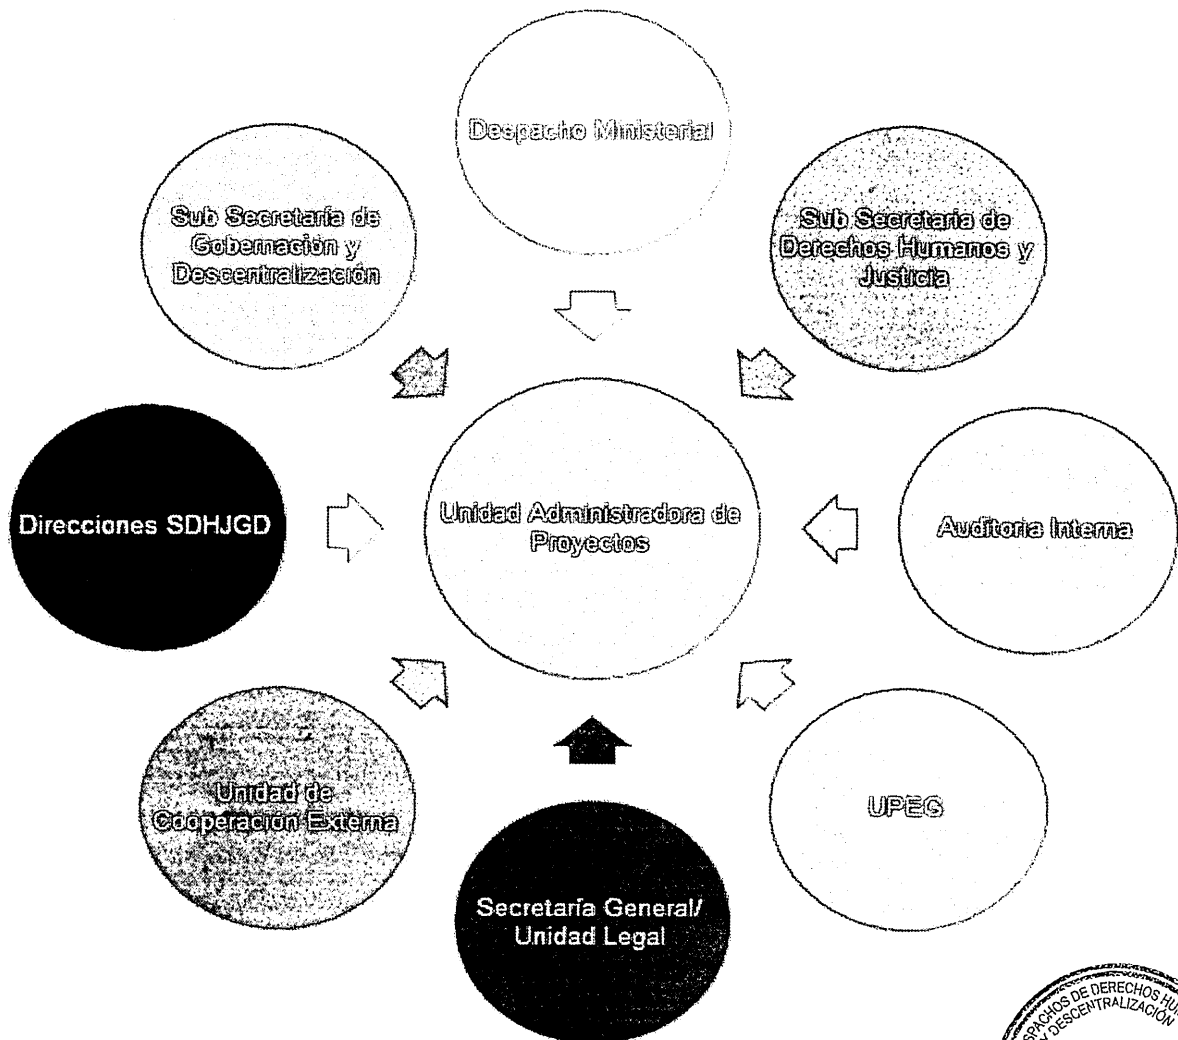 Despacho Ministerial
Sub Secretaría de
Gobernación y
Descentralización
Sub Secretaria de
Derechos Humanos y
Justicia
Direcciones SDHJGD
Unidad Administradora de
Proyectos
Auditoria Interna
Unidad de
Cooperación Externa
UPEG
Secretaría General/
Unidad Legal
DE DERECHOS
Y DESCENTRALIZACIÓN